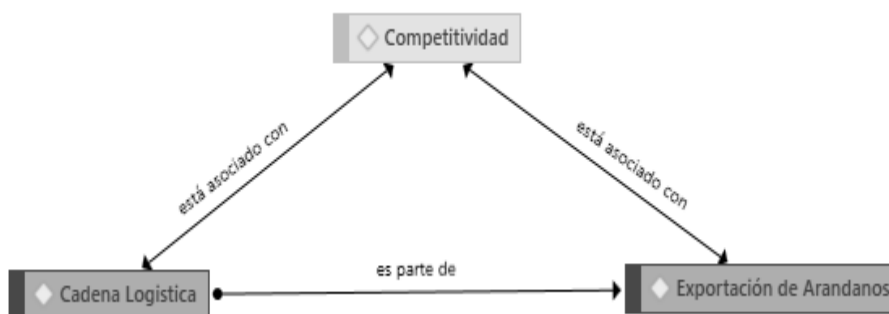 Competitividad
está asociado con
está asociado con
es parte de
Cadena Logistica
Exportación de Arandanos